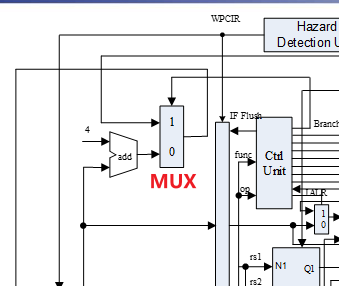 WPCIR
Hazard
Detection U
IF Flush
Branch
4
add
1
0
MUX
func
op
Ctrl
Unit
JALR
1
0
rs1
rs2
N1
Q1